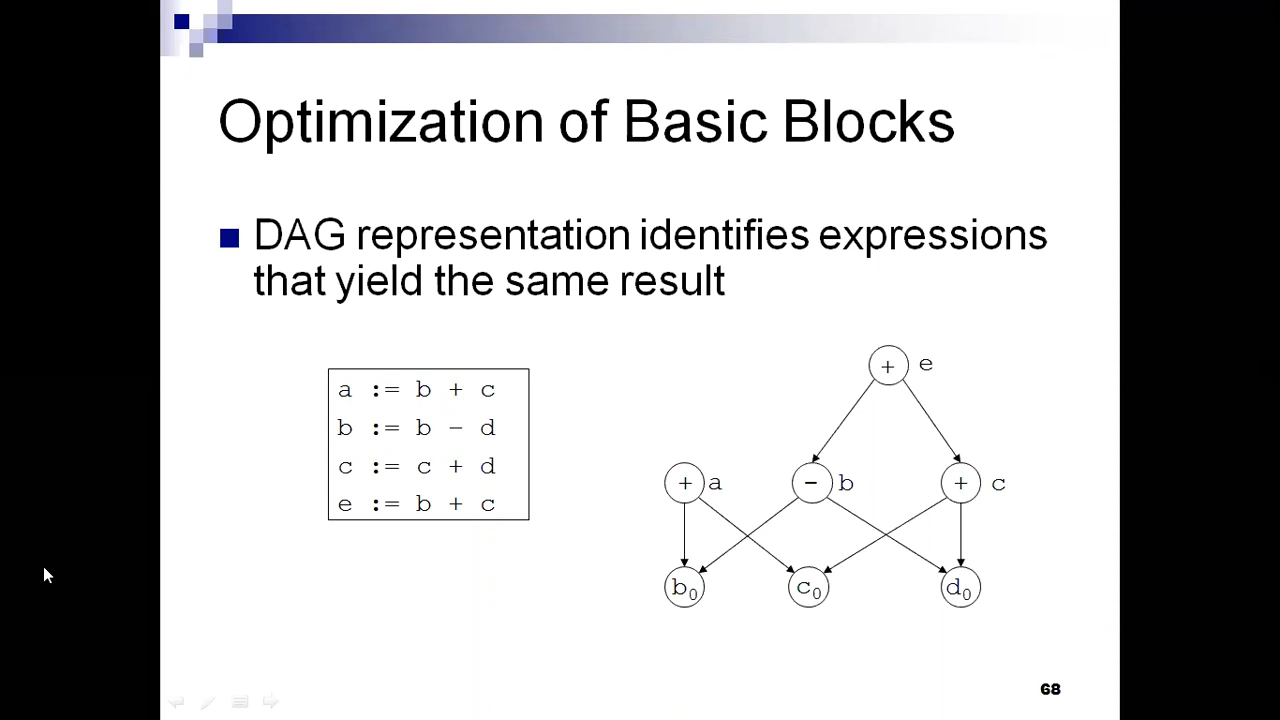 Optimization of Basic Blocks
DAG representation identifies expressions
that yield the same result
a := b + c
b := b - d
c := c + d
e := b + c
+ e
+ a - b + c
b0 c0 d0
68